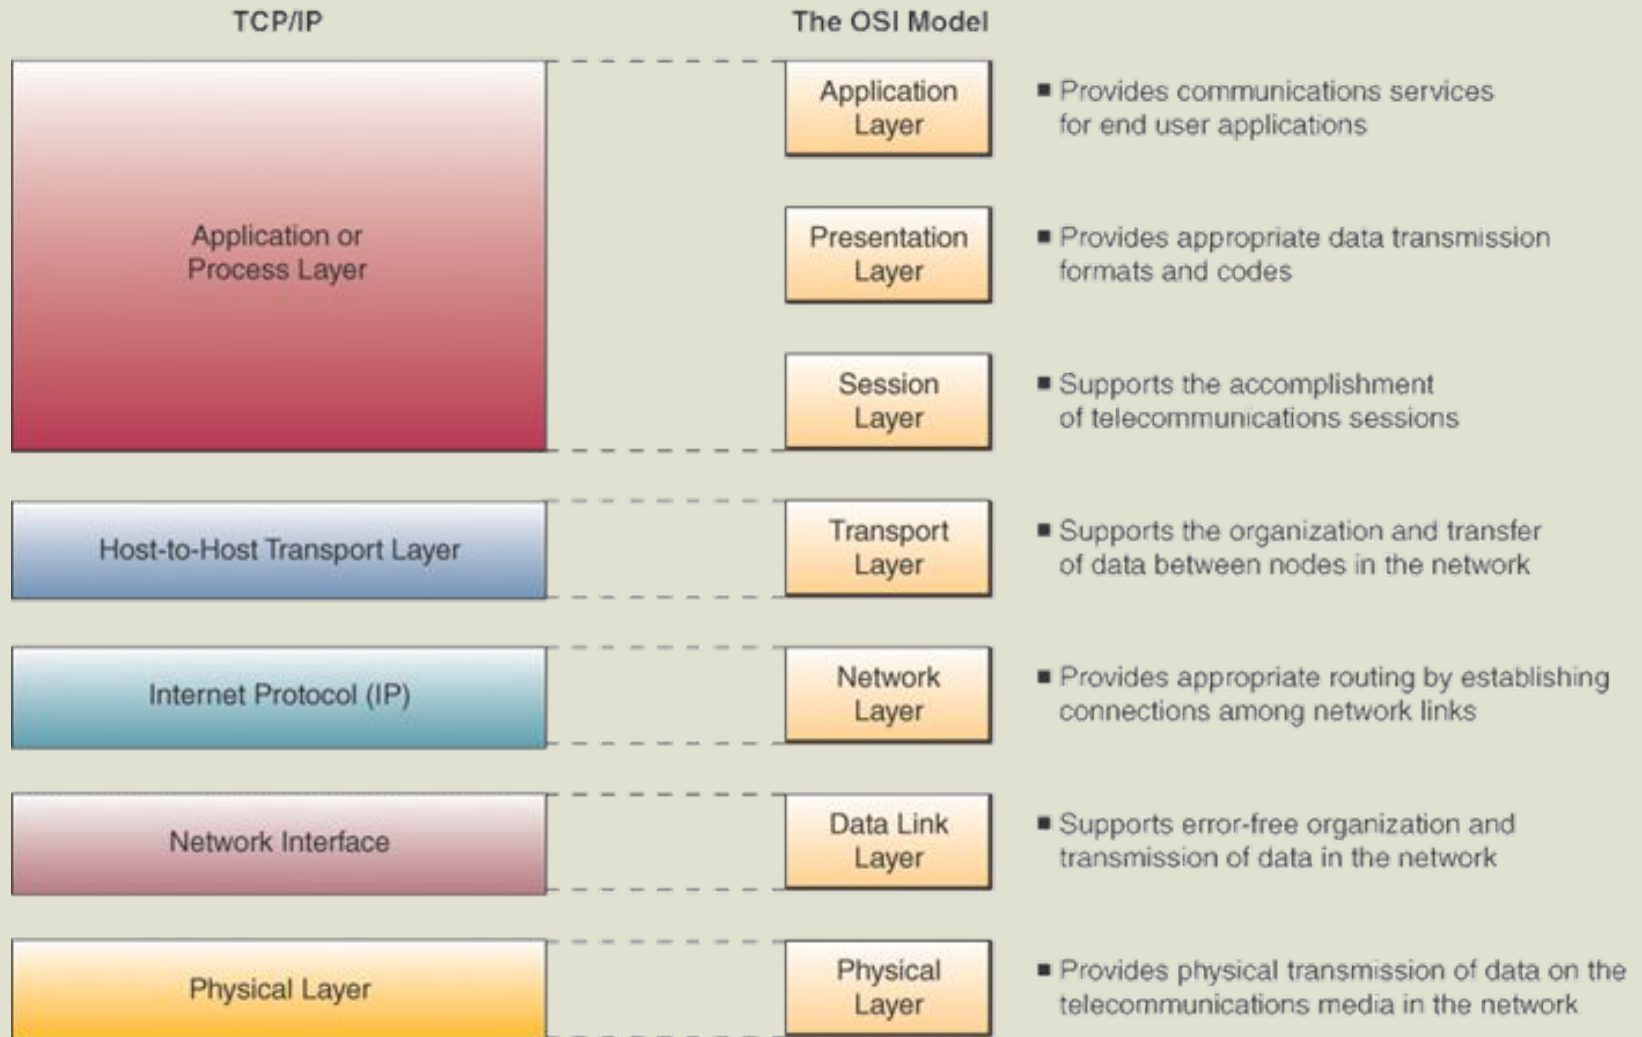 TCP/IP
The OSI Model
Application or
Process Layer
Application
Layer
■ Provides communications services
for end user applications
Presentation
Layer
■ Provides appropriate data transmission
formats and codes
Session
Layer
■ Supports the accomplishment
of telecommunications sessions
Host-to-Host Transport Layer
Transport
Layer
■ Supports the organization and transfer
of data between nodes in the network
Internet Protocol (IP)
Network
Layer
■ Provides appropriate routing by establishing
connections among network links
Network Interface
Data Link
Layer
■ Supports error-free organization and
transmission of data in the network
Physical Layer
Physical
Layer
■ Provides physical transmission of data on the
telecommunications media in the network